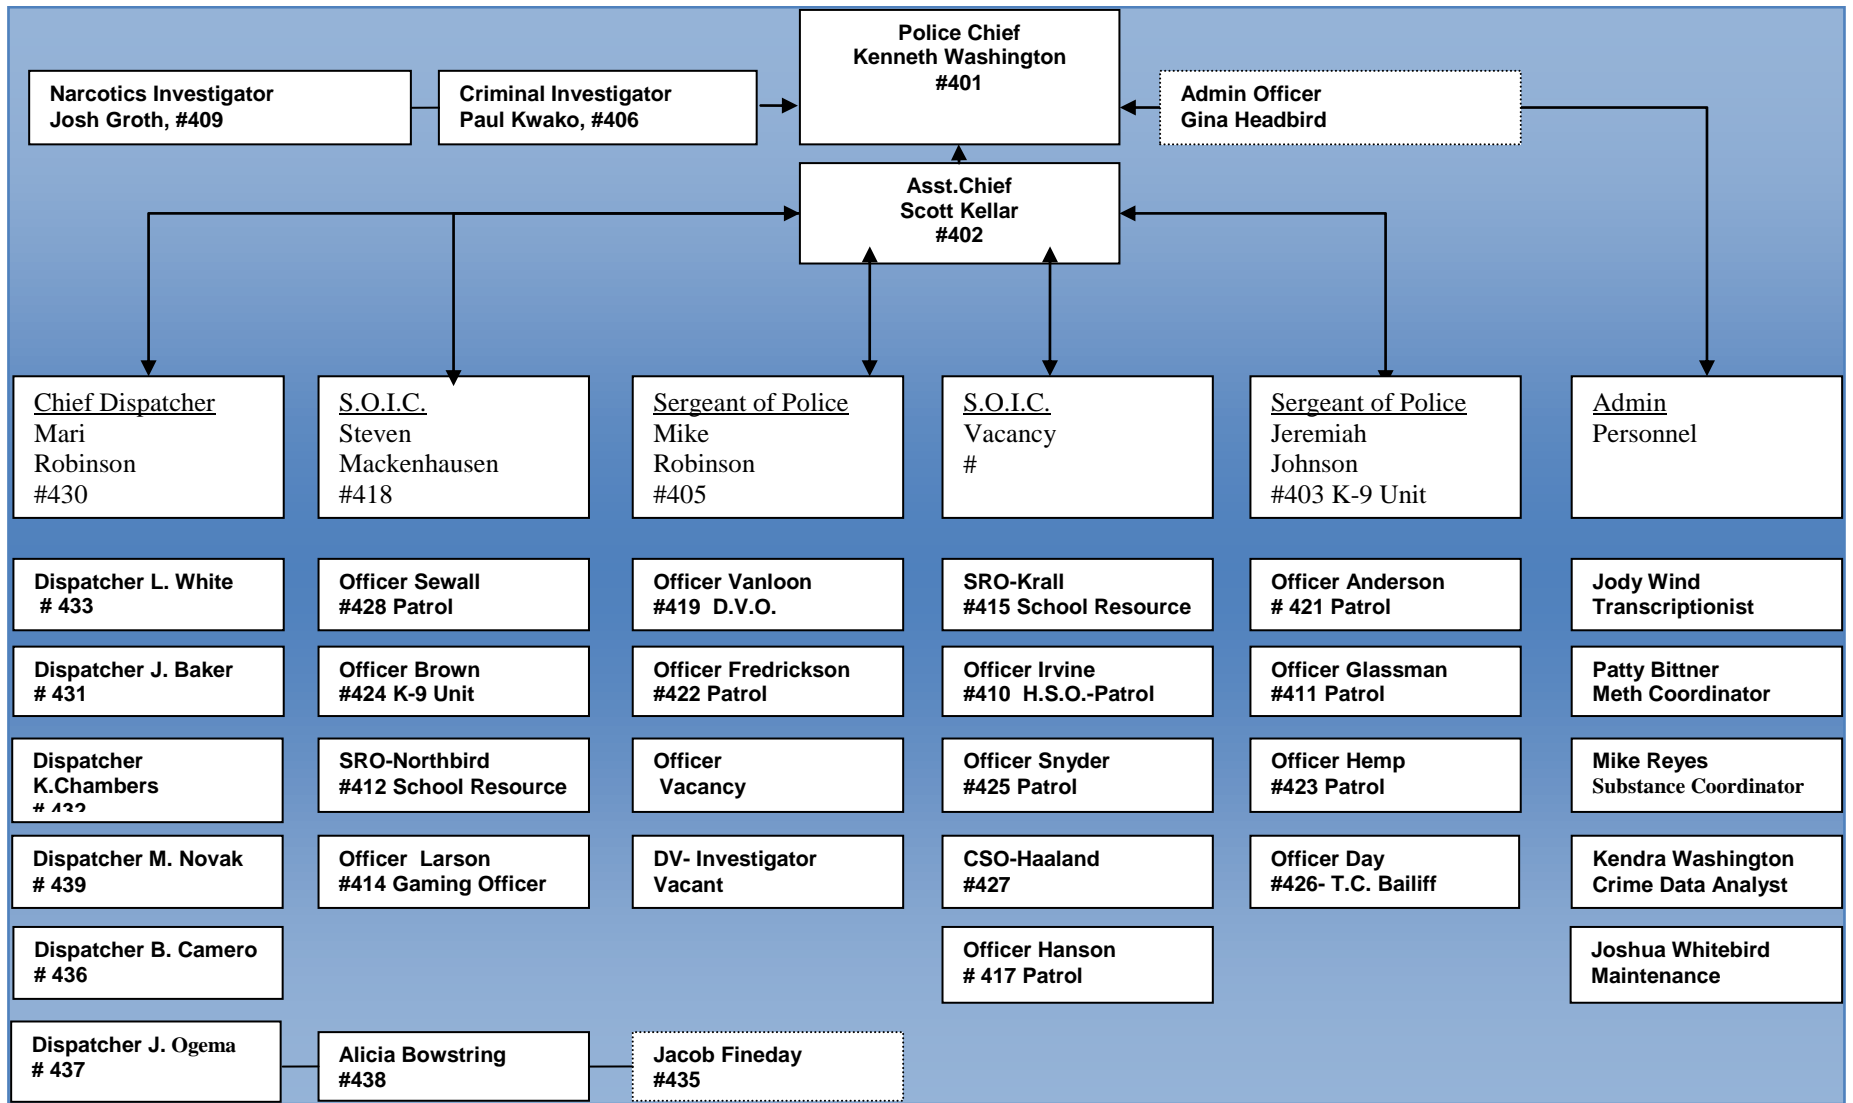 Police Chief
Kenneth Washington
#401
Narcotics Investigator
Josh Groth, #409
Criminal Investigator
Paul Kwako, #406
Admin Officer
Gina Headbird
Asst.Chief
Scott Kellar
#402
Chief Dispatcher
Mari
Robinson
#430
S.O.I.C.
Steven
Mackenhausen
#418
Sergeant of Police
Mike
Robinson
#405
S.O.I.C.
Vacancy
#
Sergeant of Police
Jeremiah
Johnson
#403 K-9 Unit
Admin
Personnel
Dispatcher L. White
# 433
Officer Sewall
#428 Patrol
Officer Vanloon
#419 D.V.O.
SRO-Krall
#415 School Resource
Officer Anderson
# 421 Patrol
Jody Wind
Transcriptionist
Dispatcher J. Baker
# 431
Officer Brown
#424 K-9 Unit
Officer Fredrickson
#422 Patrol
Officer Irvine
#410 H.S.O.-Patrol
Officer Glassman
#411 Patrol
Patty Bittner
Meth Coordinator
Dispatcher
K.Chambers
# 432
SRO-Northbird
#412 School Resource
Officer
Vacancy
Officer Snyder
#425 Patrol
Officer Hemp
#423 Patrol
Mike Reyes
Substance Coordinator
Dispatcher M. Novak
# 439
Officer Larson
#414 Gaming Officer
DV- Investigator
Vacant
CSO-Haaland
#427
Officer Day
#426- T.C. Bailiff
Kendra Washington
Crime Data Analyst
Dispatcher B. Camero
# 436
Officer Hanson
# 417 Patrol
Joshua Whitebird
Maintenance
Dispatcher J. Ogema
# 437
Alicia Bowstring
#438
Jacob Fineday
#435